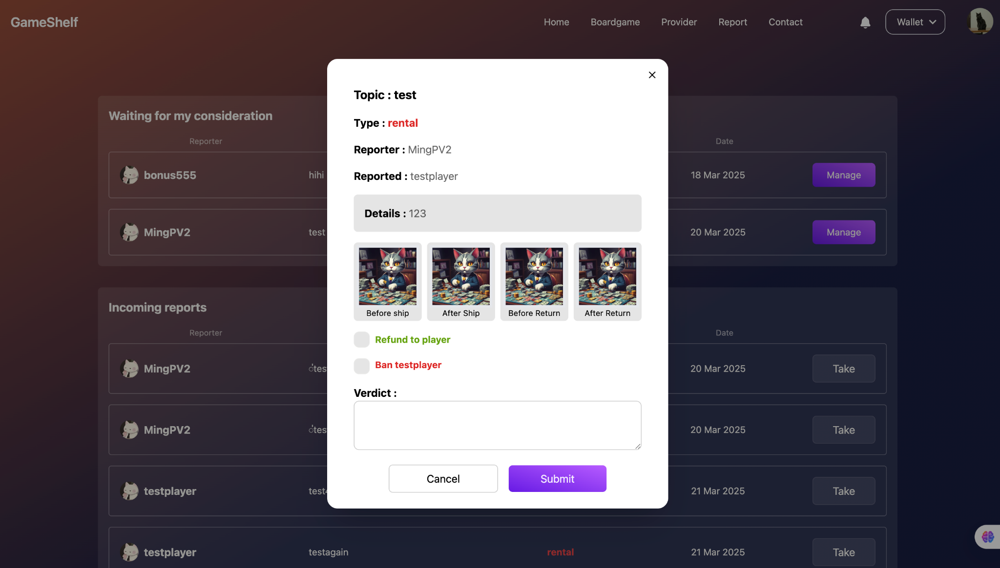 GameShelf
Home Boardgame Provider Report Contact Wallet
Topic : test
Type : rental
Reporter : MingPV2
Reported : testplayer
Details : 123
Before ship After Ship Before Return After Return
Refund to player
Ban testplayer
Verdict :
Cancel Submit
Waiting for my consideration
Reporter Date
bonus555 hihi 18 Mar 2025 Manage
MingPV2 test 20 Mar 2025 Manage
Incoming reports
Reporter Date
MingPV2 20 Mar 2025 Take
MingPV2 20 Mar 2025 Take
testplayer 21 Mar 2025 Take
testplayer testagain rental 21 Mar 2025 Take